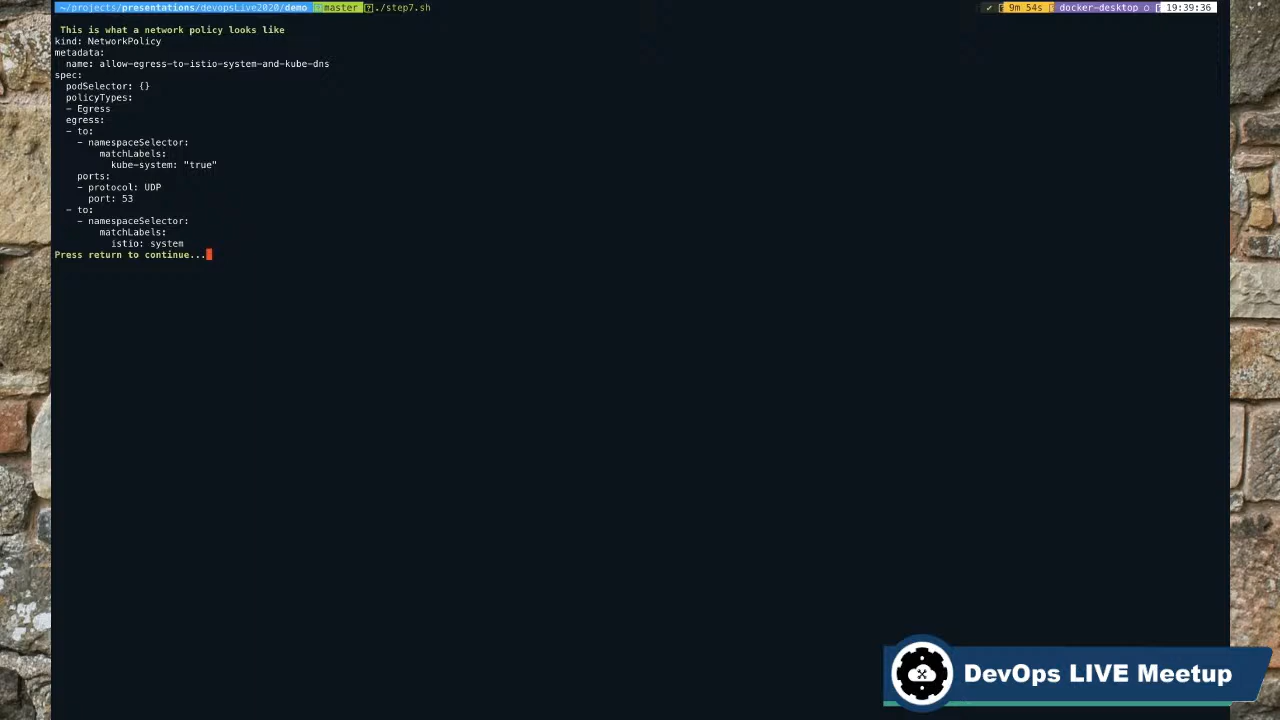 ~/projects/presentations/devopsLive2020/demo master ./step7.sh ✔ 9m 54s docker-desktop 19:39:36
This is what a network policy looks like
kind: NetworkPolicy
metadata:
  name: allow-egress-to-istio-system-and-kube-dns
spec:
  podSelector: {}
  policyTypes:
  - Egress
  egress:
  - to:
    - namespaceSelector:
        matchLabels:
          kube-system: "true"
    ports:
    - protocol: UDP
      port: 53
  - to:
    - namespaceSelector:
        matchLabels:
          istio: system
Press return to continue...
DevOps LIVE Meetup